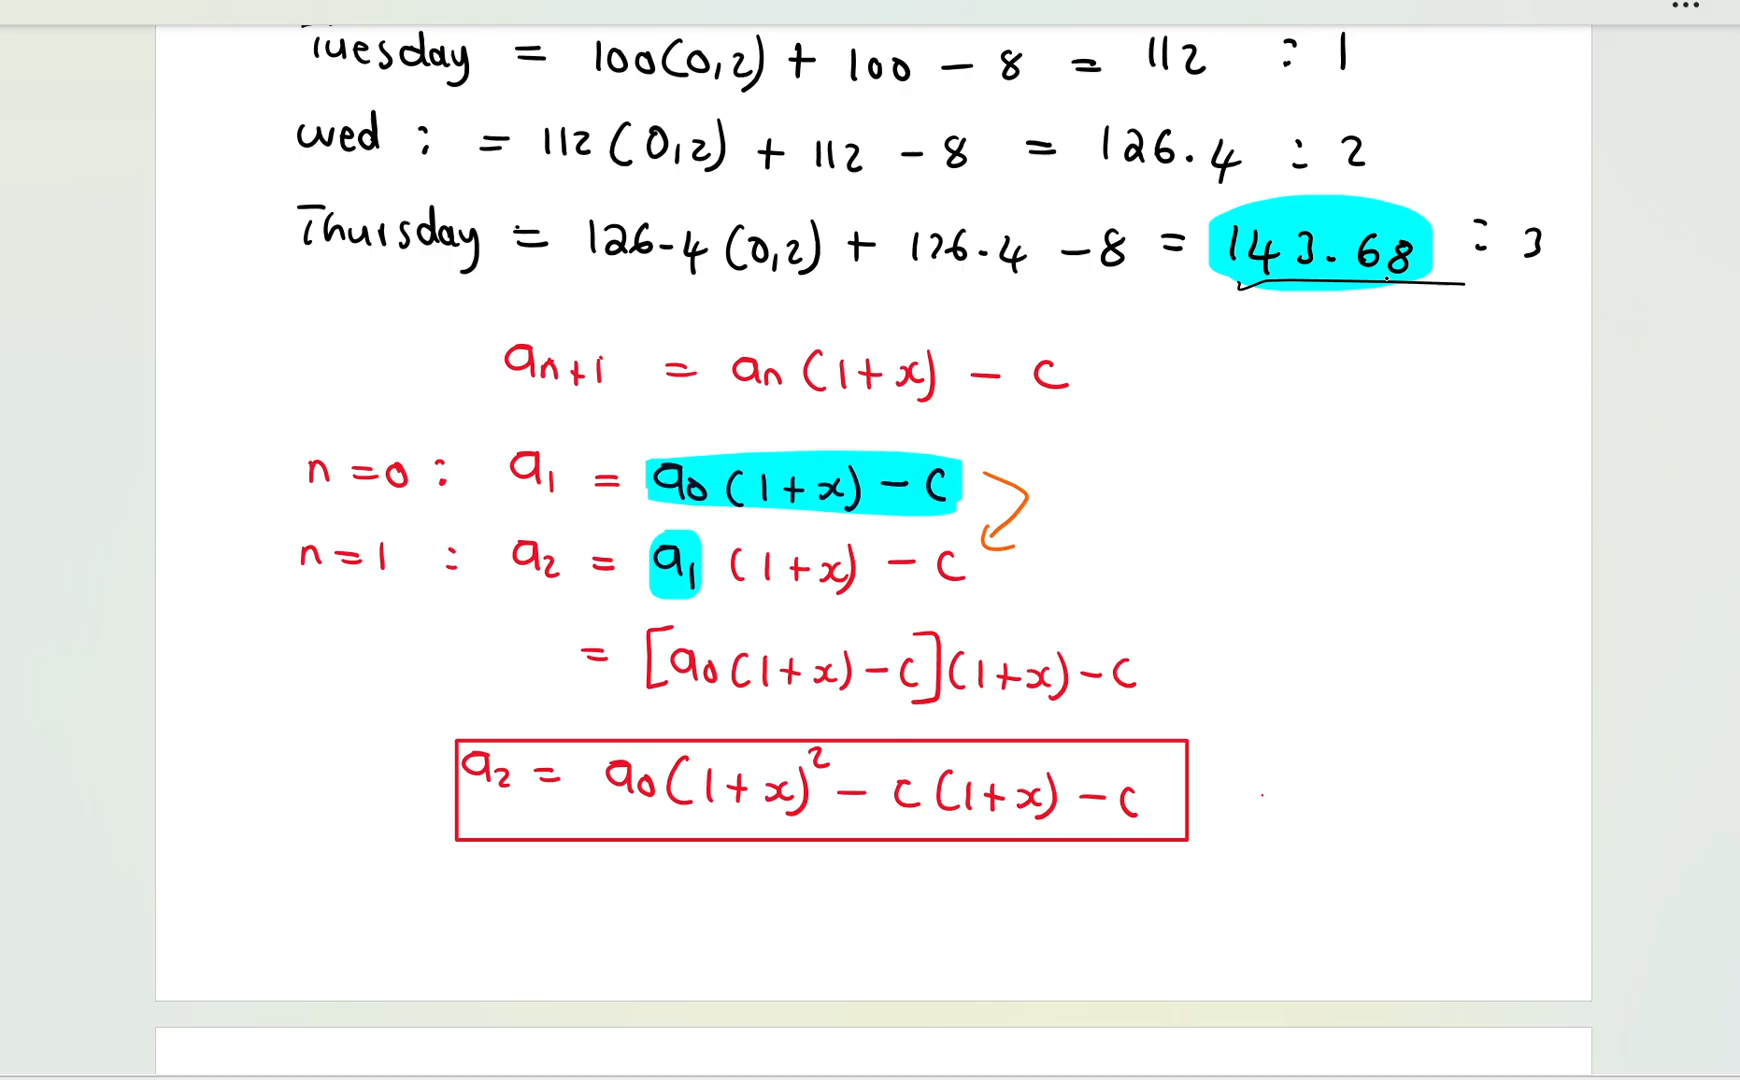 Tuesday = 100(0,2) + 100 - 8 = 112 : 1
wed : = 112 (0,2) + 112 - 8 = 126.4 : 2
Thursday = 126.4 (0,2) + 126.4 - 8 = 143.68 : 3
aₙ₊₁ = aₙ (1+x) - c
n=0 : a₁ = a₀ (1+x) - c
n=1 : a₂ = a₁ (1+x) - c
= [a₀(1+x)-c](1+x)-c
a₂ = a₀(1+x)² - c(1+x) - c